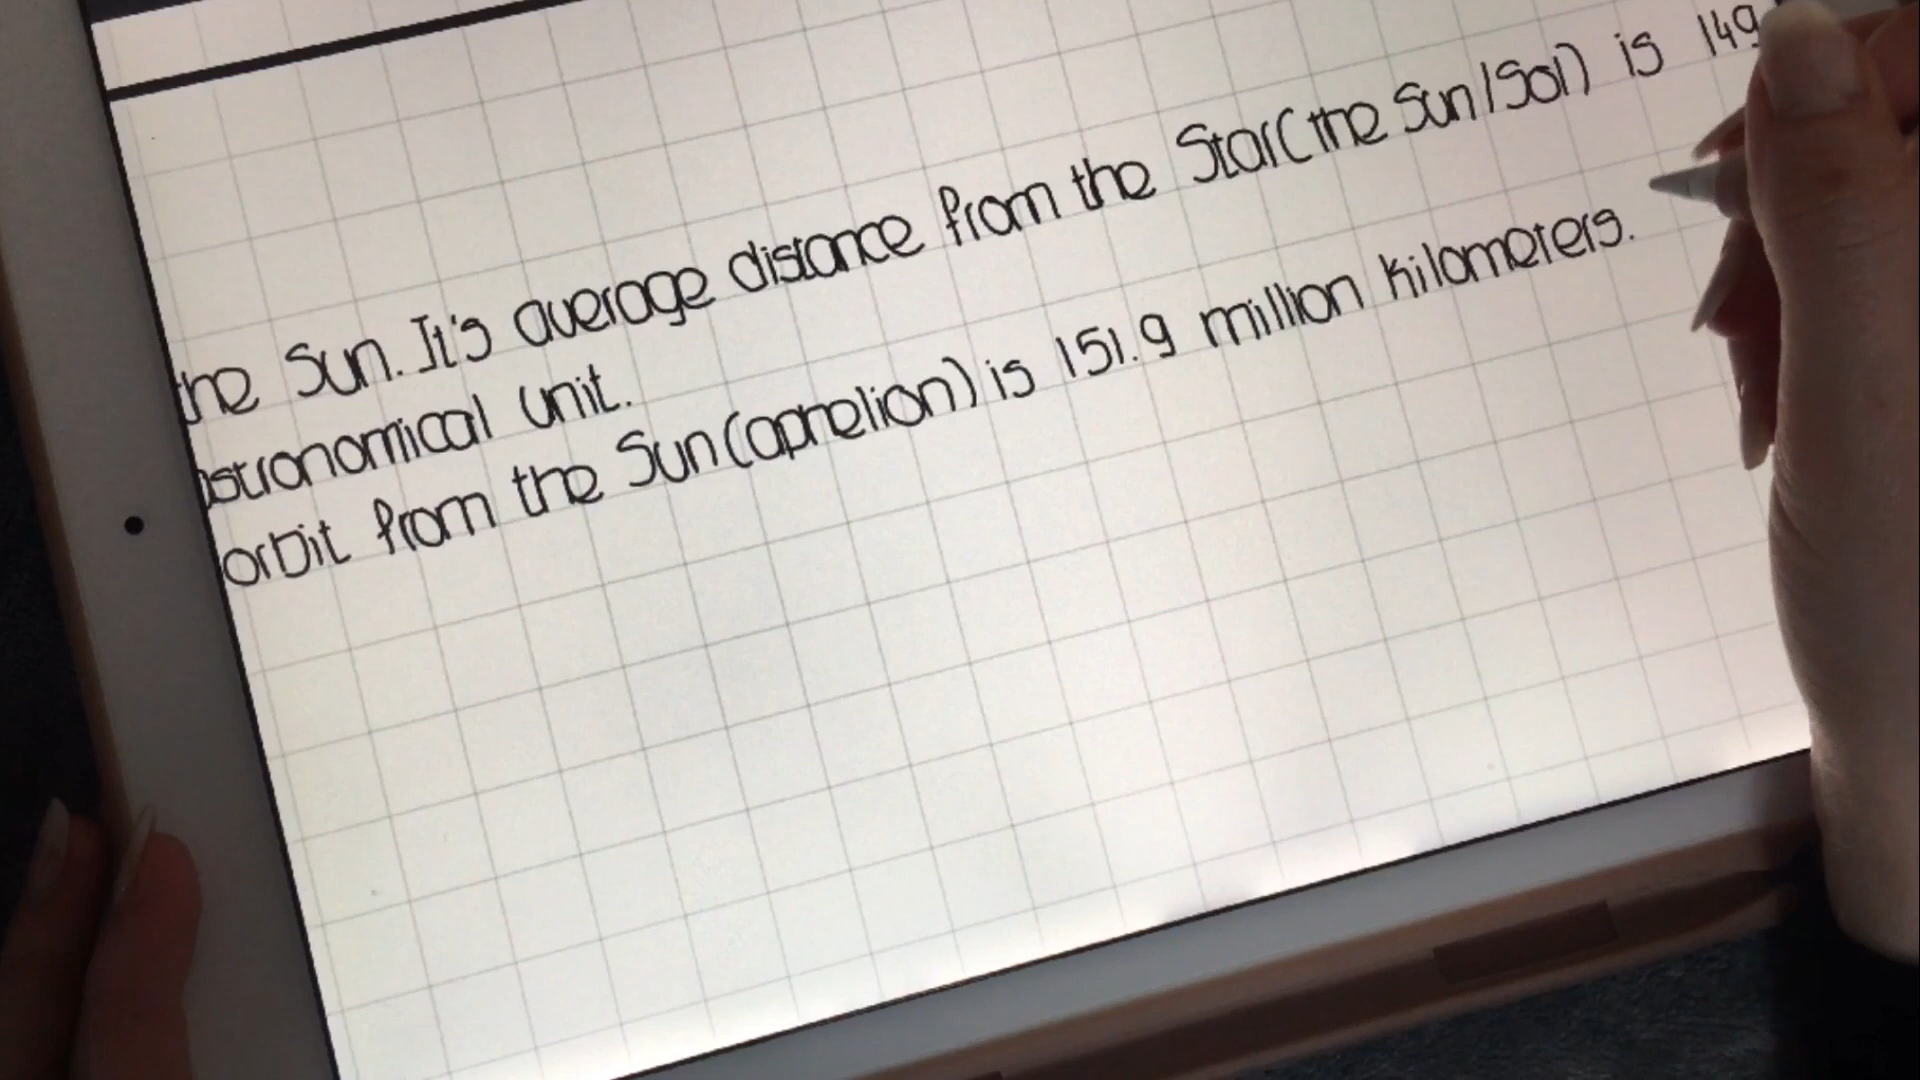 the Sun. It's average distance from the Star(the Sun/Sol) is 149
astronomical unit.
orbit from the Sun(aphelion) is 151.9 million kilometers.